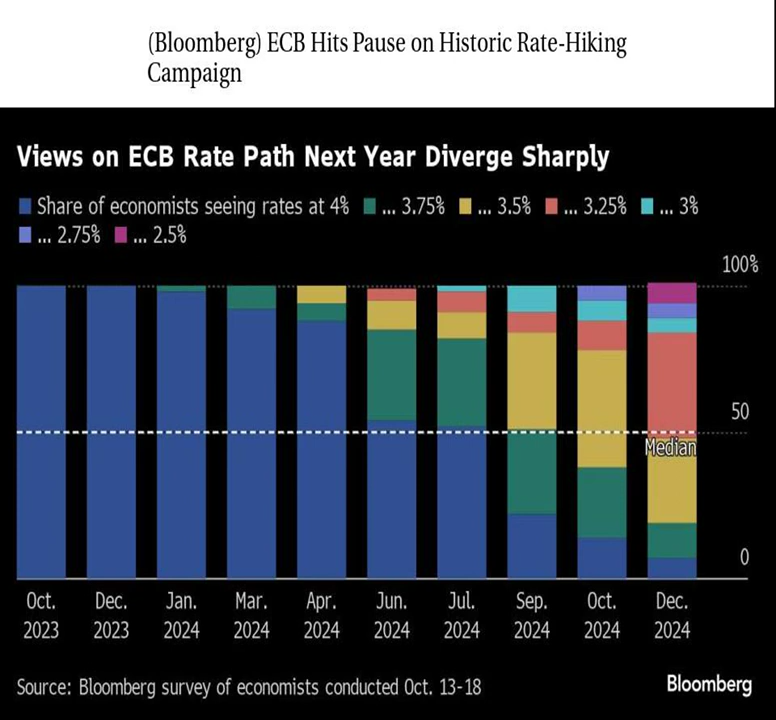 (Bloomberg) ECB Hits Pause on Historic Rate-Hiking
Campaign
Views on ECB Rate Path Next Year Diverge Sharply
Share of economists seeing rates at 4% ... 3.75% ... 3.5% ... 3.25% ... 3%
... 2.75% ... 2.5%
100%
50
Median
0
Oct. Dec. Jan. Mar. Apr. Jun. Jul. Sep. Oct. Dec.
2023 2023 2024 2024 2024 2024 2024 2024 2024 2024
Source: Bloomberg survey of economists conducted Oct. 13-18 Bloomberg